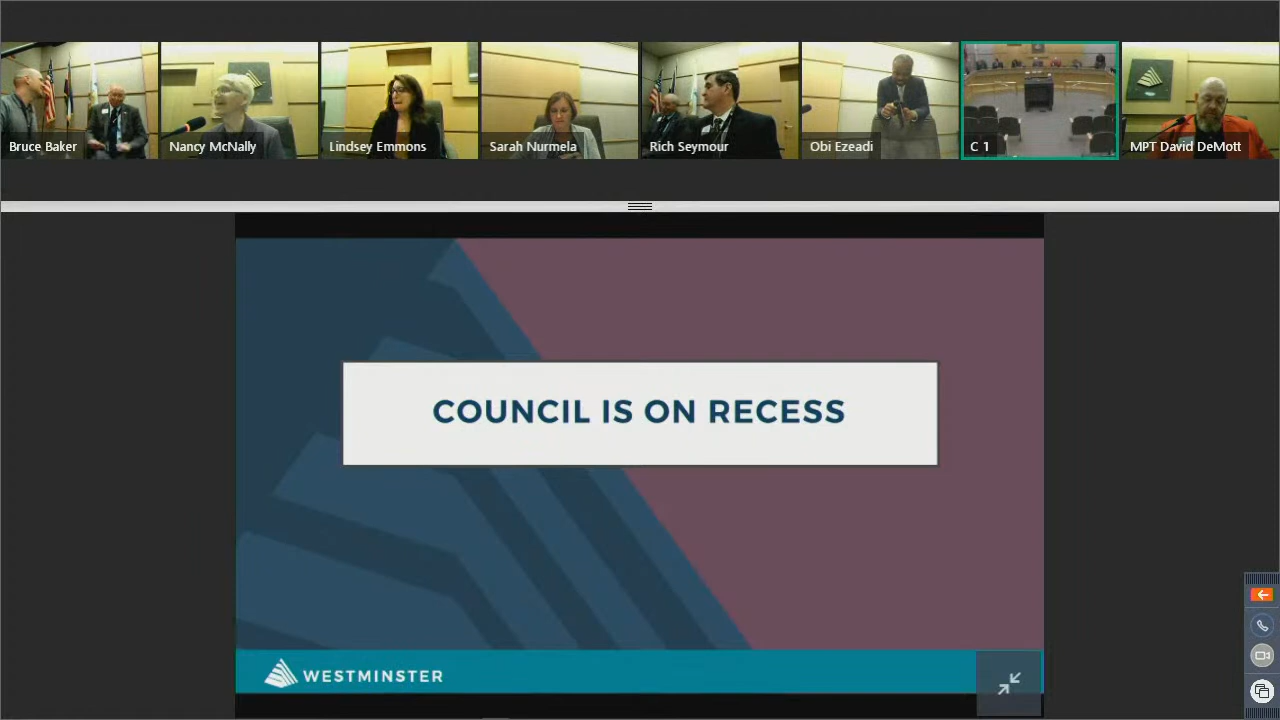 Bruce Baker
Nancy McNally
Lindsey Emmons
Sarah Nurmela
Rich Seymour
Obi Ezeadi
C 1
MPT David DeMott
COUNCIL IS ON RECESS
WESTMINSTER